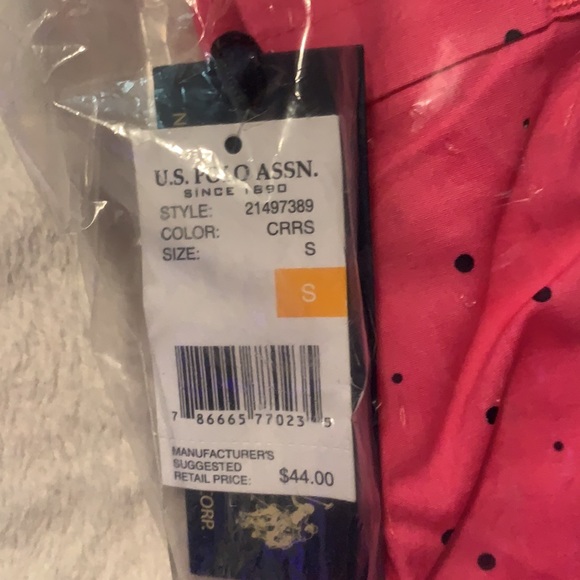 N
U.S. POLO ASSN.
SINCE 1890
STYLE: 21497389
COLOR: CRRS
SIZE: S
S
7 86665 77023 5
MANUFACTURER'S
SUGGESTED
RETAIL PRICE: $44.00
CORP.